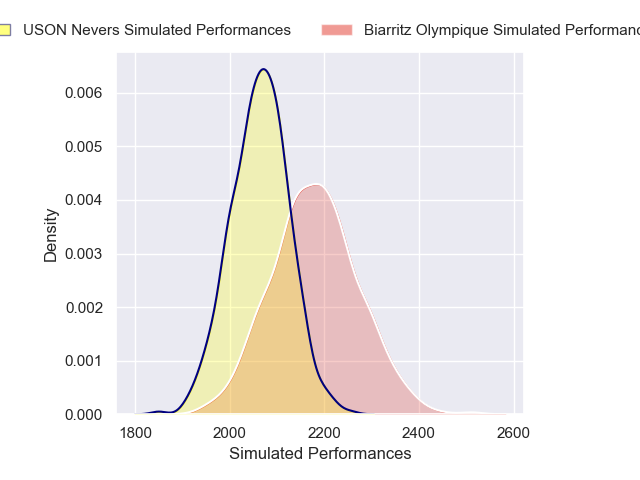 USON Nevers Simulated Performances Biarritz Olympique Simulated
0.006
0.005
0.004
0.003
0.002
0.001
0.000
Density
1800 2000 2200 2400 2600
Simulated Performances